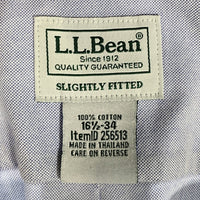 L.L.Bean®
Since 1912
QUALITY GUARANTEED
SLIGHTLY FITTED
100% COTTON
16½-34
ItemID 256513
MADE IN THAILAND
CARE ON REVERSE